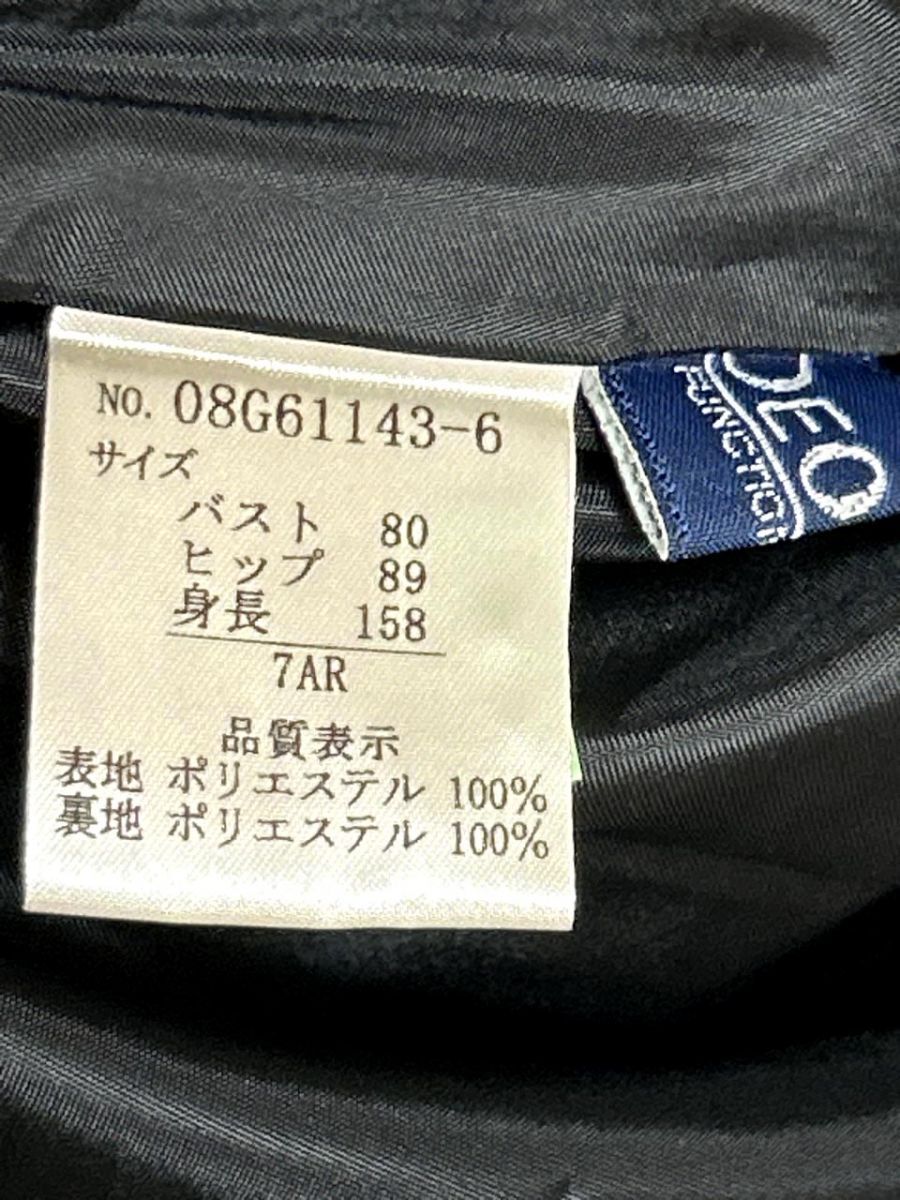 No. 08G61143-6
サイズ
バスト 80
ヒップ 89
身長 158
7AR
品質表示
表地 ポリエステル 100%
裏地 ポリエステル 100%